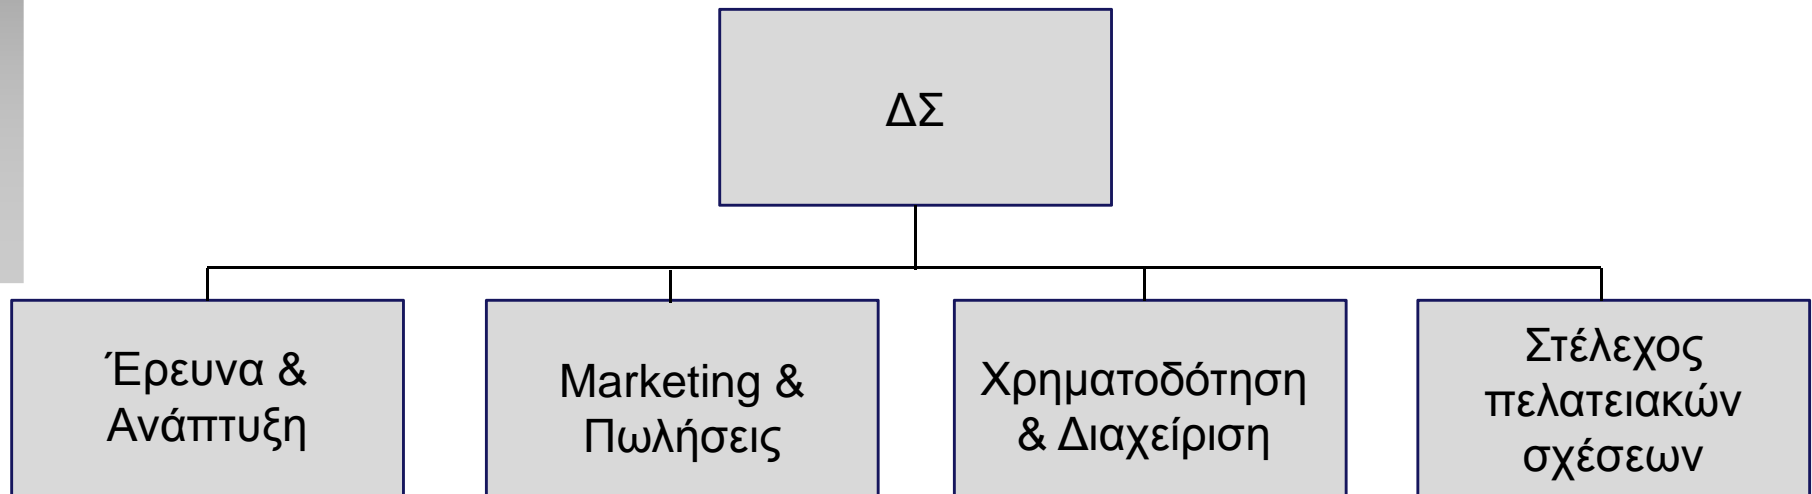 ΔΣ
Έρευνα &
Ανάπτυξη
Marketing &
Πωλήσεις
Χρηματοδότηση
& Διαχείριση
Στέλεχος
πελατειακών
σχέσεων